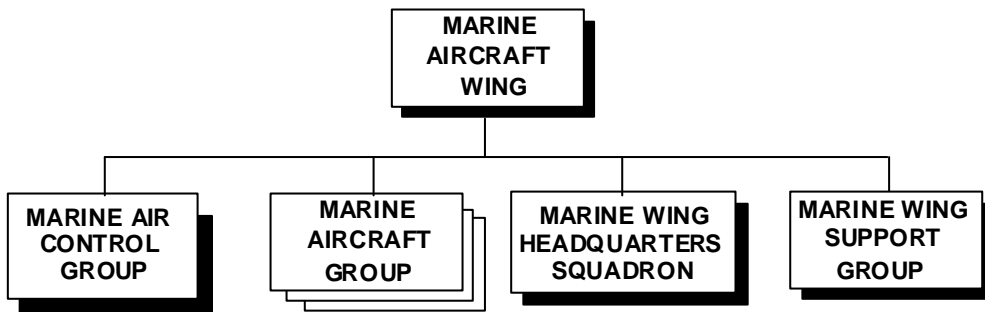 MARINE
AIRCRAFT
WING
MARINE AIR
CONTROL
GROUP
MARINE
AIRCRAFT
GROUP
MARINE WING
HEADQUARTERS
SQUADRON
MARINE WING
SUPPORT
GROUP